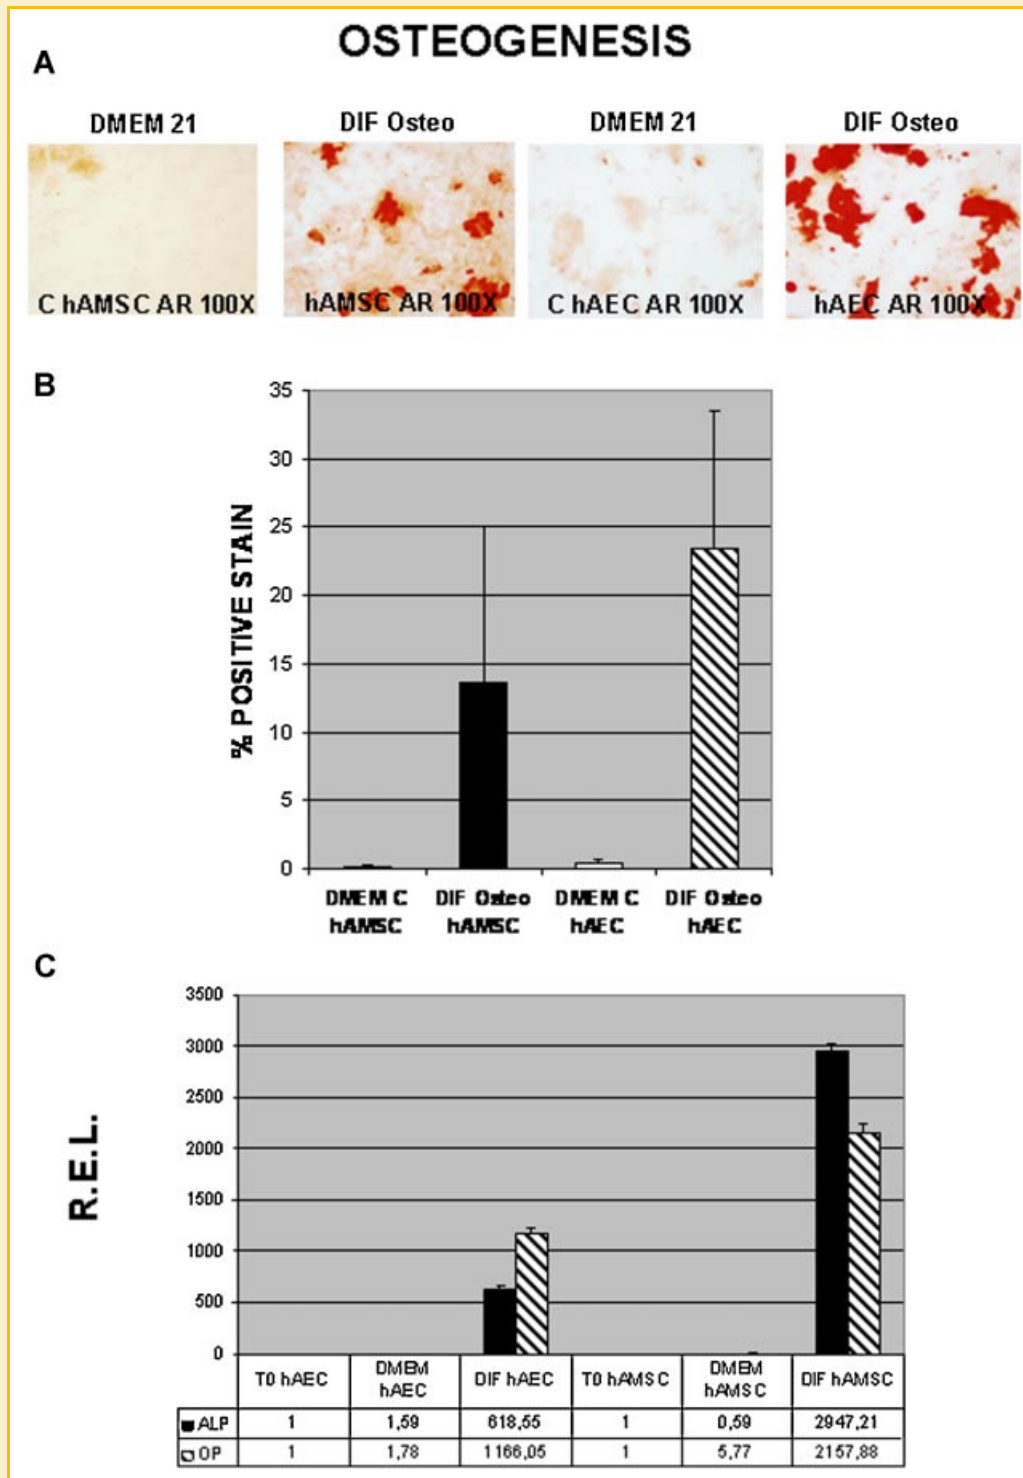 OSTEOGENESIS
A
DMEM 21 DIF Osteo DMEM 21 DIF Osteo
C hAMSC AR 100X hAMSC AR 100X C hAEC AR 100X hAEC AR 100X
B
% POSITIVE STAIN
35
30
25
20
15
10
5
0
DMEM C DIF Osteo DMEM C DIF Osteo
hAMSC hAMSC hAEC hAEC
C
R.E.L.
3500
3000
2500
2000
1500
1000
500
0
T0 hAEC DMEM hAEC DIF hAEC T0 hAMSC DMEM hAMSC DIF hAMSC
ALP 1 1,59 618,55 1 0,59 2947,21
OP 1 1,78 1166,05 1 5,77 2157,88